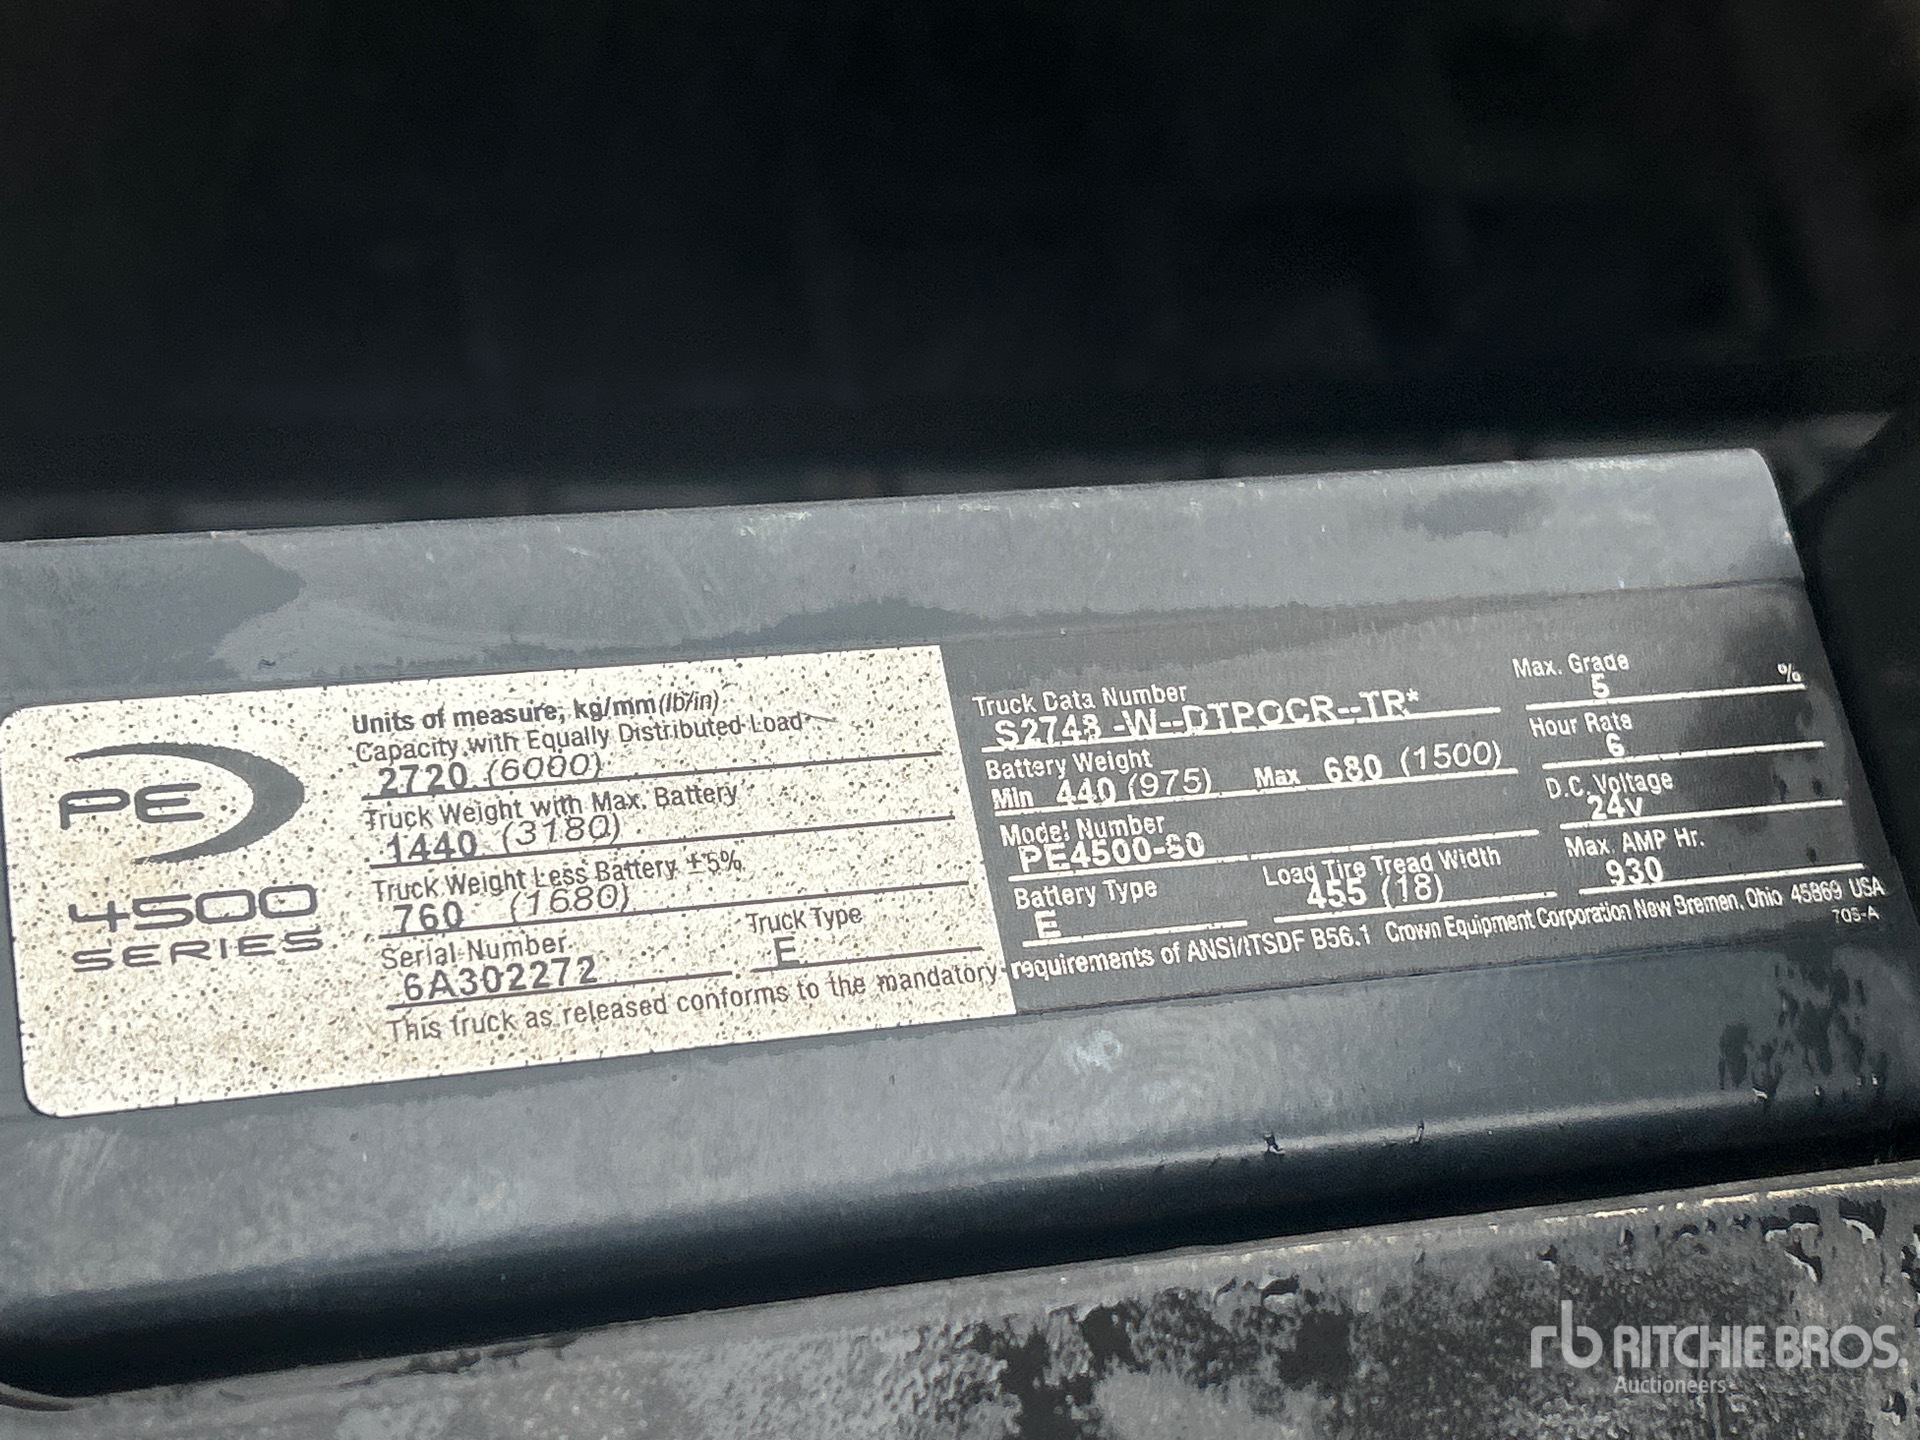 PE
4500
SERIES
Units of measure; kg/mm (lb/in)
Capacity with Equally Distributed Load
2720 (6000)
Truck Weight with Max. Battery
1440 (3180)
Truck Weight Less Battery ±5%
760 (1680)
Serial Number
6A302272
Truck Type
E
Truck Data Number
S2748-W--DTPOCR--TR*
Battery Weight
Min 440 (975) Max 680 (1500)
Model Number
PE4500-60
Battery Type
E
Load Tire Tread Width
455 (18)
Max. Grade
5 %
Hour Rate
6
D.C. Voltage
24V
Max. AMP Hr.
930
This truck as released conforms to the mandatory requirements of ANSI/ITSDF B56.1 Crown Equipment Corporation New Bremen, Ohio 45869 USA
NO
rb RITCHIE BROS.
Auctioneers